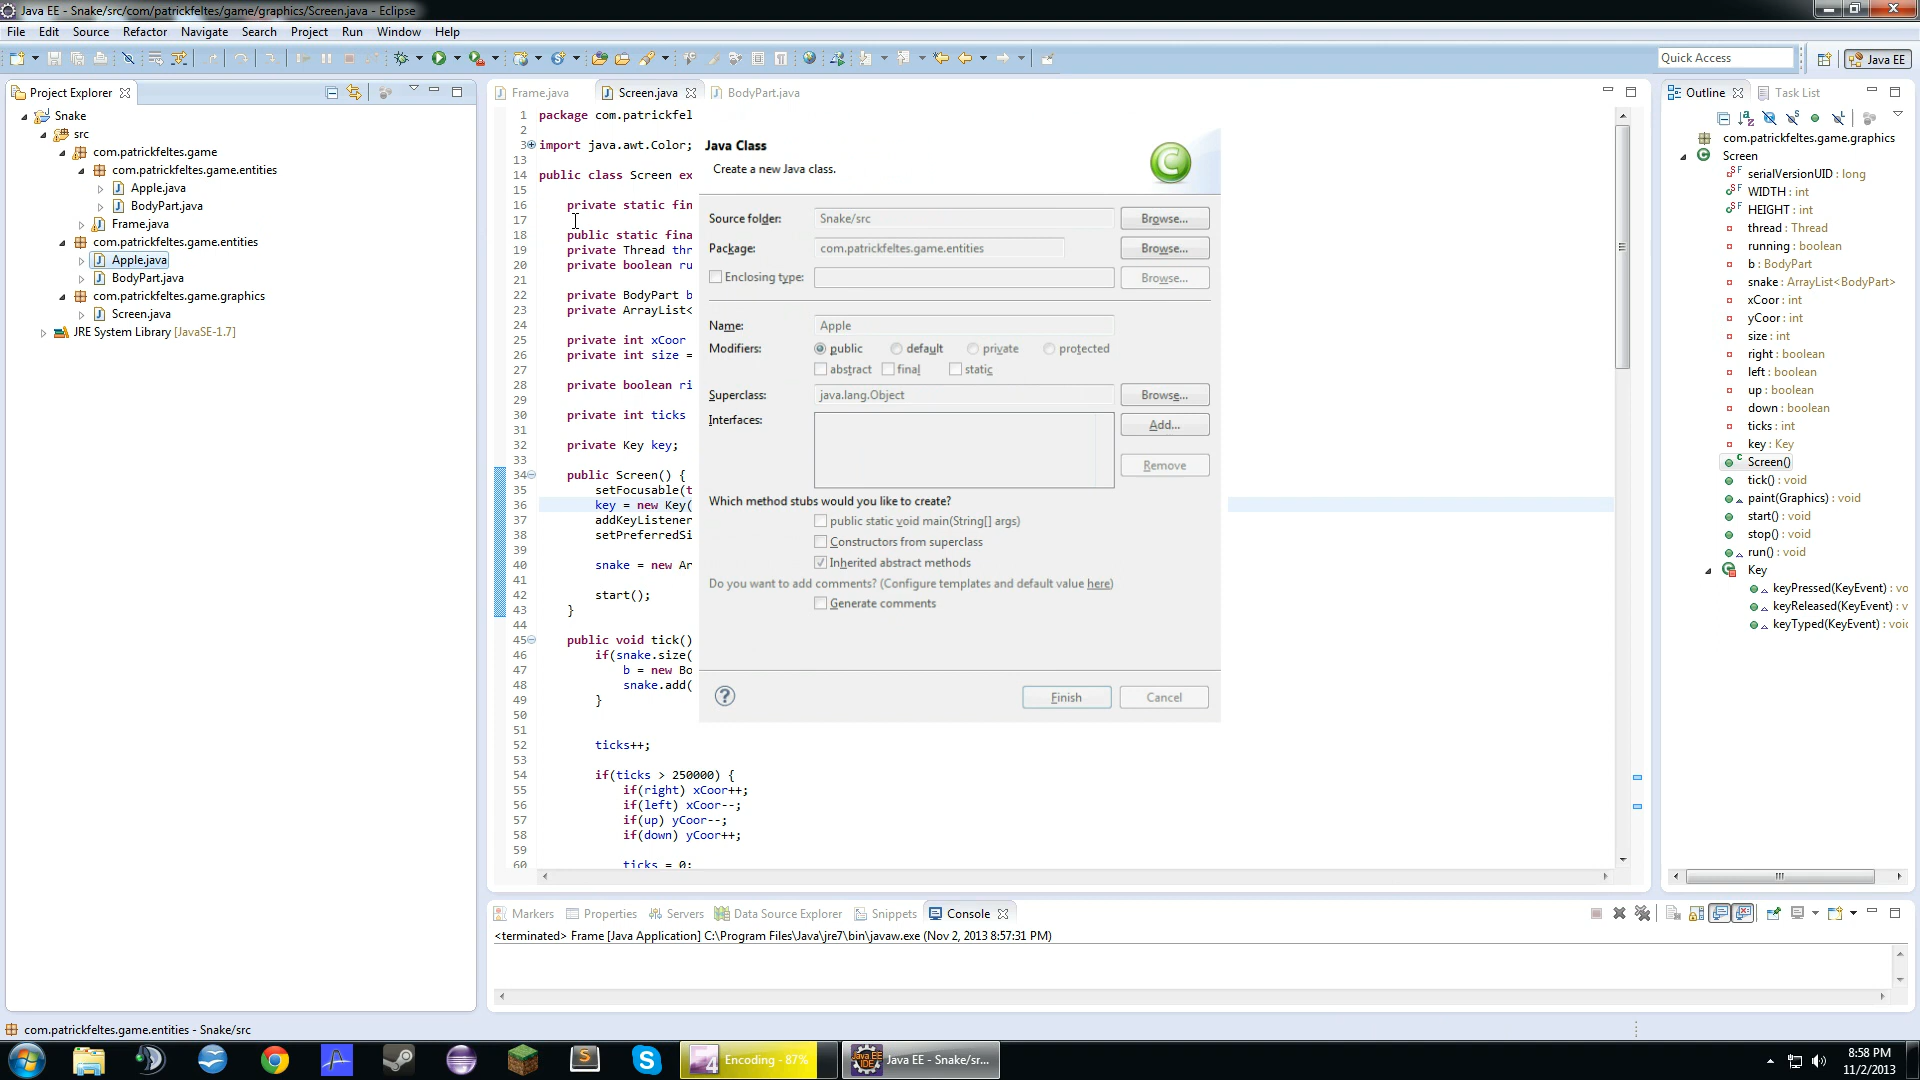 Java EE - Snake/src/com/patrickfeltes/game/graphics/Screen.java - Eclipse
File Edit Source Refactor Navigate Search Project Run Window Help
Quick Access
Java EE
Project Explorer
Snake
src
com.patrickfeltes.game
com.patrickfeltes.game.entities
Apple.java
BodyPart.java
Frame.java
com.patrickfeltes.game.entities
Apple.java
BodyPart.java
com.patrickfeltes.game.graphics
Screen.java
JRE System Library [JavaSE-1.7]
Frame.java Screen.java BodyPart.java
1 package com.patrickfel
2
3 import java.awt.Color;
13
14 public class Screen ex
15
16 private static fin
17
18 public static fina
19 private Thread thr
20 private boolean ru
21
22 private BodyPart b
23 private ArrayList<
24
25 private int xCoor
26 private int size =
27
28 private boolean ri
29
30 private int ticks
31
32 private Key key;
33
34 public Screen() {
35 setFocusable(t
36 key = new Key(
37 addKeyListener
38 setPreferredSi
39
40 snake = new Ar
41
42 start();
43 }
44
45 public void tick()
46 if(snake.size(
47 b = new Bo
48 snake.add(
49 }
50
51
52 ticks++;
53
54 if(ticks > 250000) {
55 if(right) xCoor++;
56 if(left) xCoor--;
57 if(up) yCoor--;
58 if(down) yCoor++;
59
60 ticks = 0;
Java Class
Create a new Java class.
Source folder: Snake/src Browse...
Package: com.patrickfeltes.game.entities Browse...
Enclosing type: Browse...
Name: Apple
Modifiers: public default private protected
abstract final static
Superclass: java.lang.Object Browse...
Interfaces: Add...
Remove
Which method stubs would you like to create?
public static void main(String[] args)
Constructors from superclass
Inherited abstract methods
Do you want to add comments? (Configure templates and default value here)
Generate comments
? Finish Cancel
Outline Task List
com.patrickfeltes.game.graphics
Screen
serialVersionUID : long
WIDTH : int
HEIGHT : int
thread : Thread
running : boolean
b : BodyPart
snake : ArrayList<BodyPart>
xCoor : int
yCoor : int
size : int
right : boolean
left : boolean
up : boolean
down : boolean
ticks : int
key : Key
Screen()
tick() : void
paint(Graphics) : void
start() : void
stop() : void
run() : void
Key
keyPressed(KeyEvent) : vo
keyReleased(KeyEvent) : v
keyTyped(KeyEvent) : voic
Markers Properties Servers Data Source Explorer Snippets Console
<terminated> Frame [Java Application] C:\Program Files\Java\jre7\bin\javaw.exe (Nov 2, 2013 8:57:31 PM)
com.patrickfeltes.game.entities - Snake/src
Encoding - 87%
Java EE - Snake/sr...
8:58 PM
11/2/2013